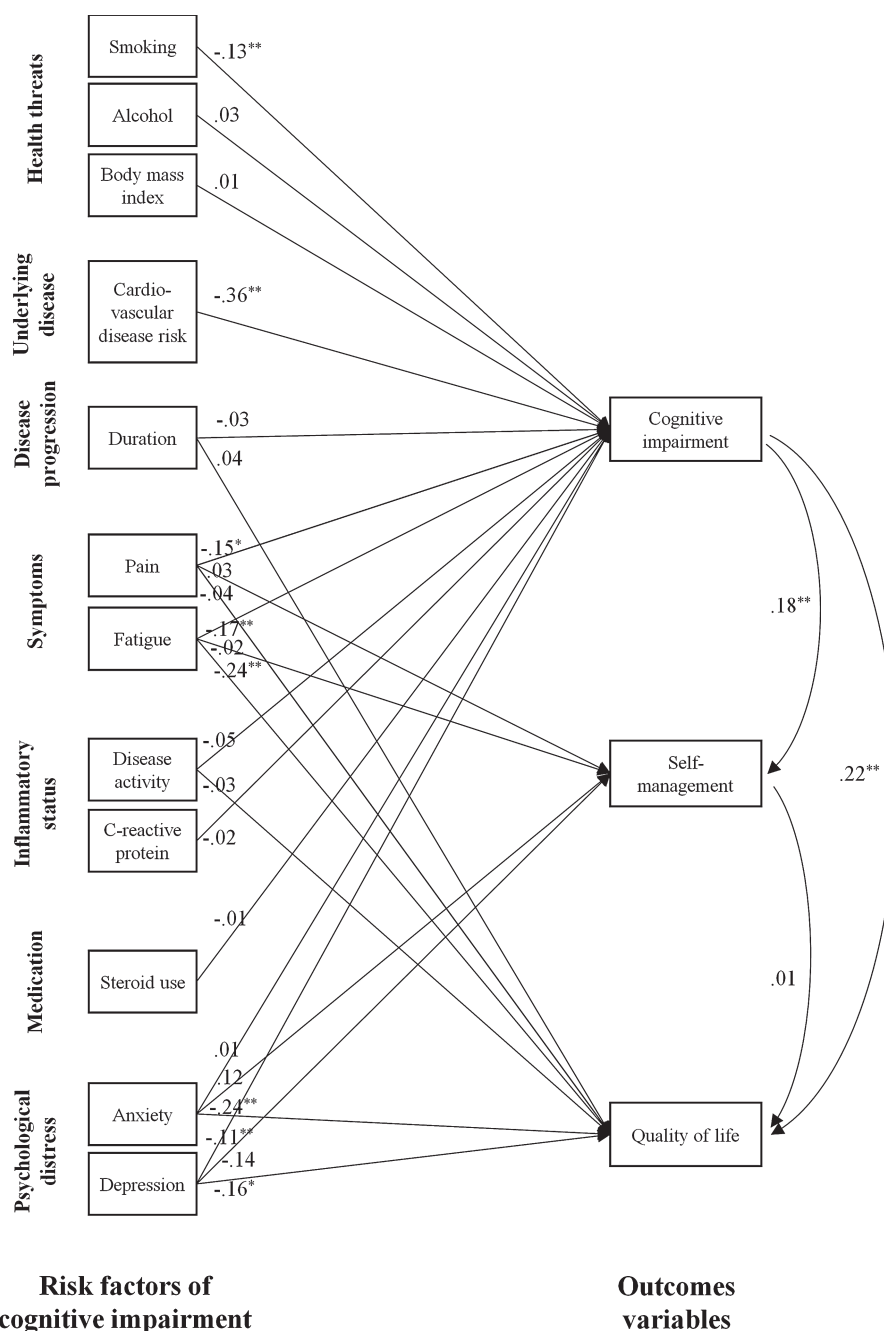 Health threats
Smoking
-.13**
Alcohol
.03
Body mass
index
.01
Underlying
disease
Cardio-
vascular
disease risk
-.36**
Disease
progression
Duration
-.03
.04
Cognitive
impairment
Symptoms
Pain
-.15*
.03
-.04
Fatigue
-.17**
-.02
-.24**
.18**
Inflammatory
status
Disease
activity
-.05
-.03
C-reactive
protein
-.02
Self-
management
.22**
Medication
Steroid use
-.01
.01
Psychological
distress
Anxiety
.01
.12
-.24**
Depression
-.11**
-.14
-.16*
Quality of life
Risk factors of
cognitive impairment
Outcomes
variables